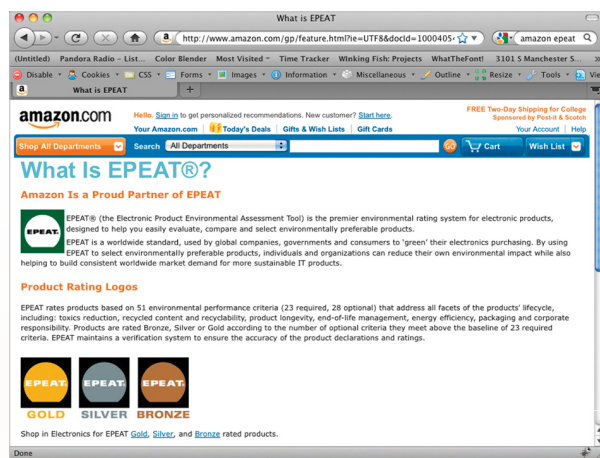 What is EPEAT
http://www.amazon.com/gp/feature.html?ie=UTF8&docId=1000405
amazon epeat
(Untitled) Pandora Radio – List... Color Blender Most Visited Time Tracker Winking Fish: Projects WhatTheFont! 3101 S Manchester S...
Disable Cookies CSS Forms Images Information Miscellaneous Outline Resize Tools Vie
What is EPEAT
amazon.com
Hello. Sign in to get personalized recommendations. New customer? Start here.
FREE Two-Day Shipping for College
Sponsored by Post-it & Scotch
Your Amazon.com Today's Deals Gifts & Wish Lists Gift Cards Your Account Help
Shop All Departments Search All Departments GO Cart Wish List
What Is EPEAT®?
Amazon Is a Proud Partner of EPEAT
EPEAT
EPEAT® (the Electronic Product Environmental Assessment Tool) is the premier environmental rating system for electronic products,
designed to help you easily evaluate, compare and select environmentally preferable products.
EPEAT is a worldwide standard, used by global companies, governments and consumers to 'green' their electronics purchasing. By using
EPEAT to select environmentally preferable products, individuals and organizations can reduce their own environmental impact while also
helping to build consistent worldwide market demand for more sustainable IT products.
Product Rating Logos
EPEAT rates products based on 51 environmental performance criteria (23 required, 28 optional) that address all facets of the products' lifecycle,
including: toxics reduction, recycled content and recyclability, product longevity, end-of-life management, energy efficiency, packaging and corporate
responsibility. Products are rated Bronze, Silver or Gold according to the number of optional criteria they meet above the baseline of 23 required
criteria. EPEAT maintains a verification system to ensure the accuracy of the product declarations and ratings.
EPEAT EPEAT EPEAT
GOLD SILVER BRONZE
Shop in Electronics for EPEAT Gold, Silver, and Bronze rated products.
Done